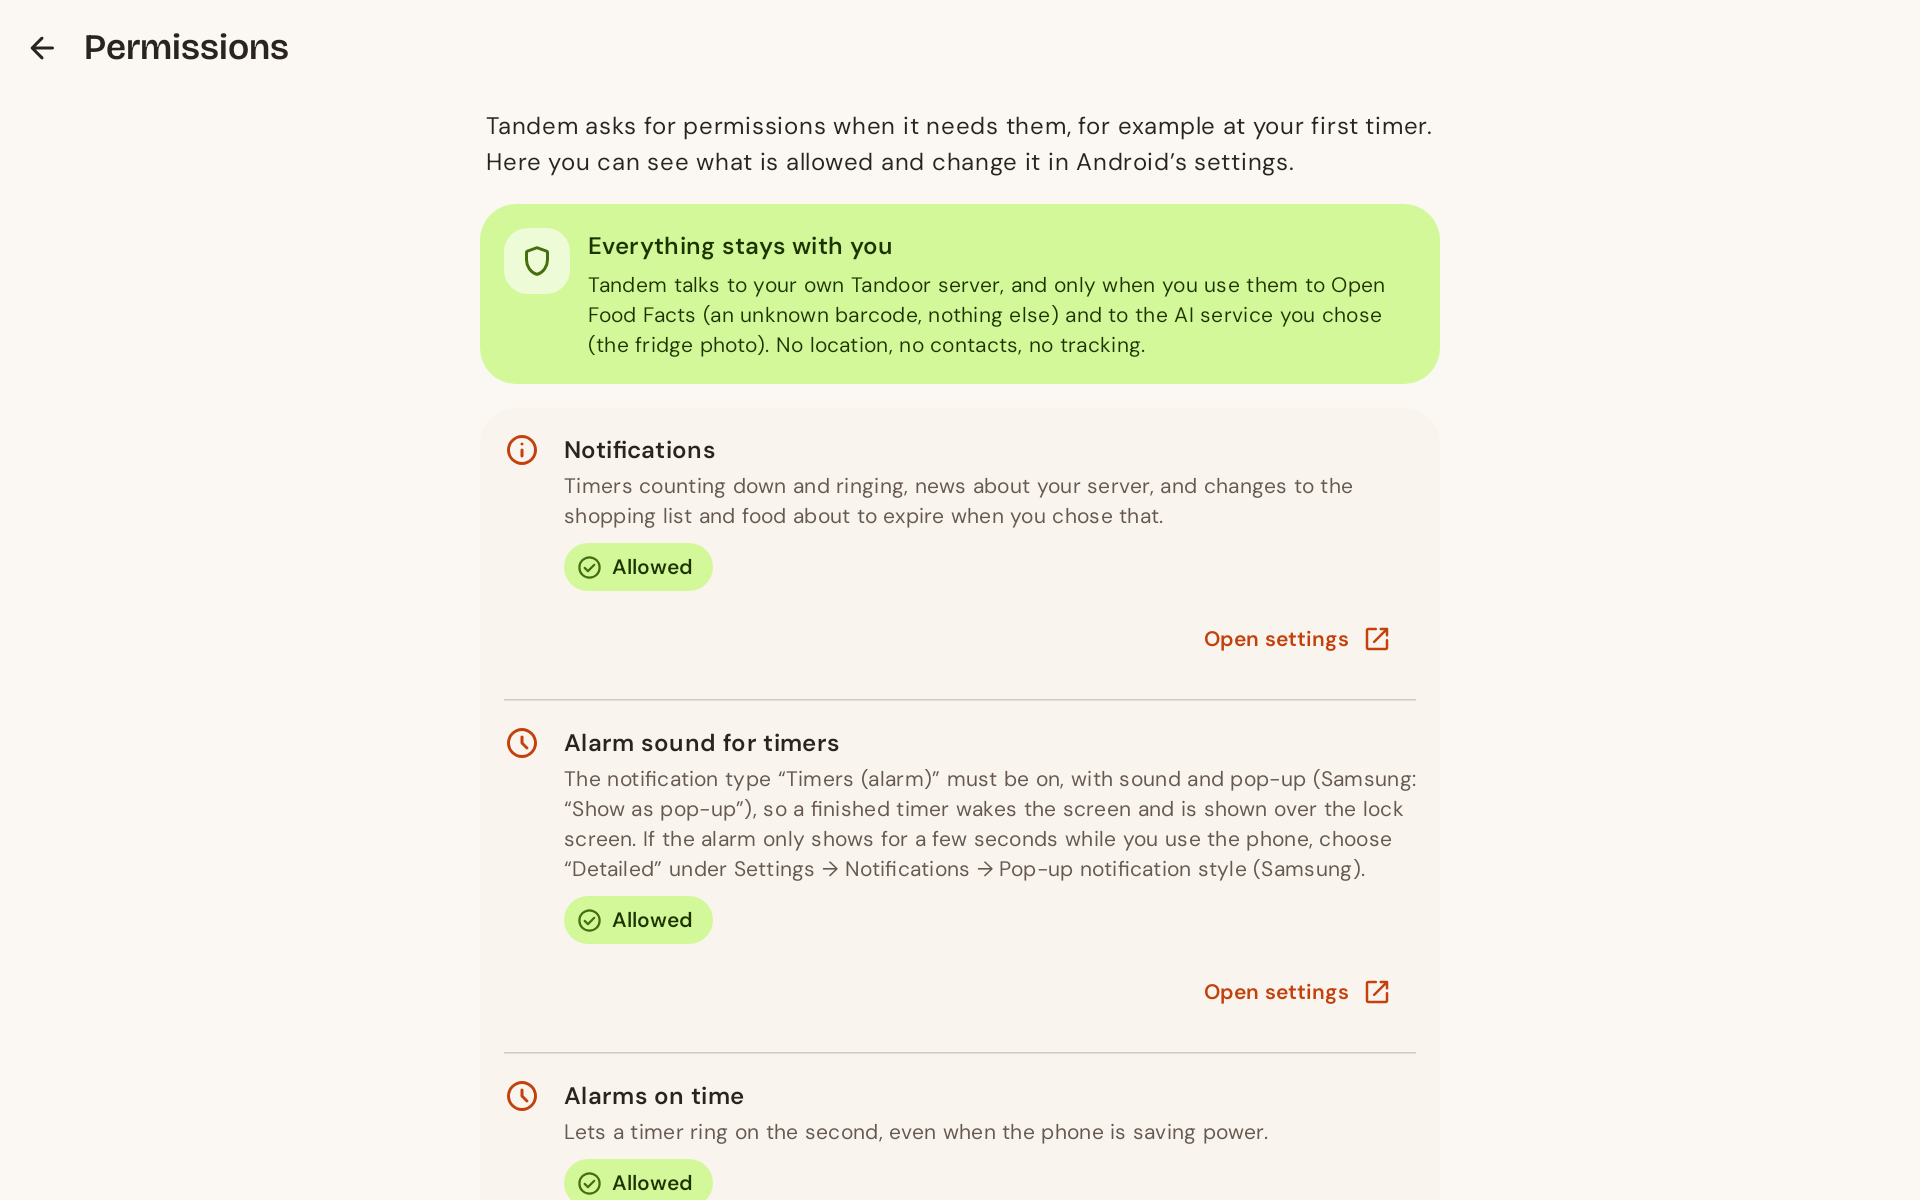 Permissions
Tandem asks for permissions when it needs them, for example at your first timer.
Here you can see what is allowed and change it in Android’s settings.
Everything stays with you
Tandem talks to your own Tandoor server, and only when you use them to Open
Food Facts (an unknown barcode, nothing else) and to the AI service you chose
(the fridge photo). No location, no contacts, no tracking.
Notifications
Timers counting down and ringing, news about your server, and changes to the
shopping list and food about to expire when you chose that.
Allowed
Open settings
Alarm sound for timers
The notification type “Timers (alarm)” must be on, with sound and pop-up (Samsung:
“Show as pop-up”), so a finished timer wakes the screen and is shown over the lock
screen. If the alarm only shows for a few seconds while you use the phone, choose
“Detailed” under Settings → Notifications → Pop-up notification style (Samsung).
Allowed
Open settings
Alarms on time
Lets a timer ring on the second, even when the phone is saving power.
Allowed